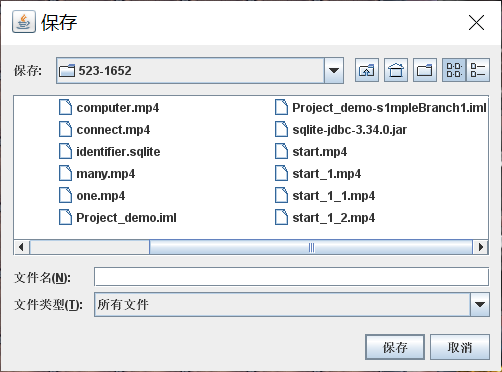 保存
保存: 523-1652
computer.mp4 Project_demo-s1mpleBranch1.iml
connect.mp4 sqlite-jdbc-3.34.0.jar
identifier.sqlite start.mp4
many.mp4 start_1.mp4
one.mp4 start_1_1.mp4
Project_demo.iml start_1_2.mp4
文件名(N):
文件类型(T): 所有文件
保存 取消